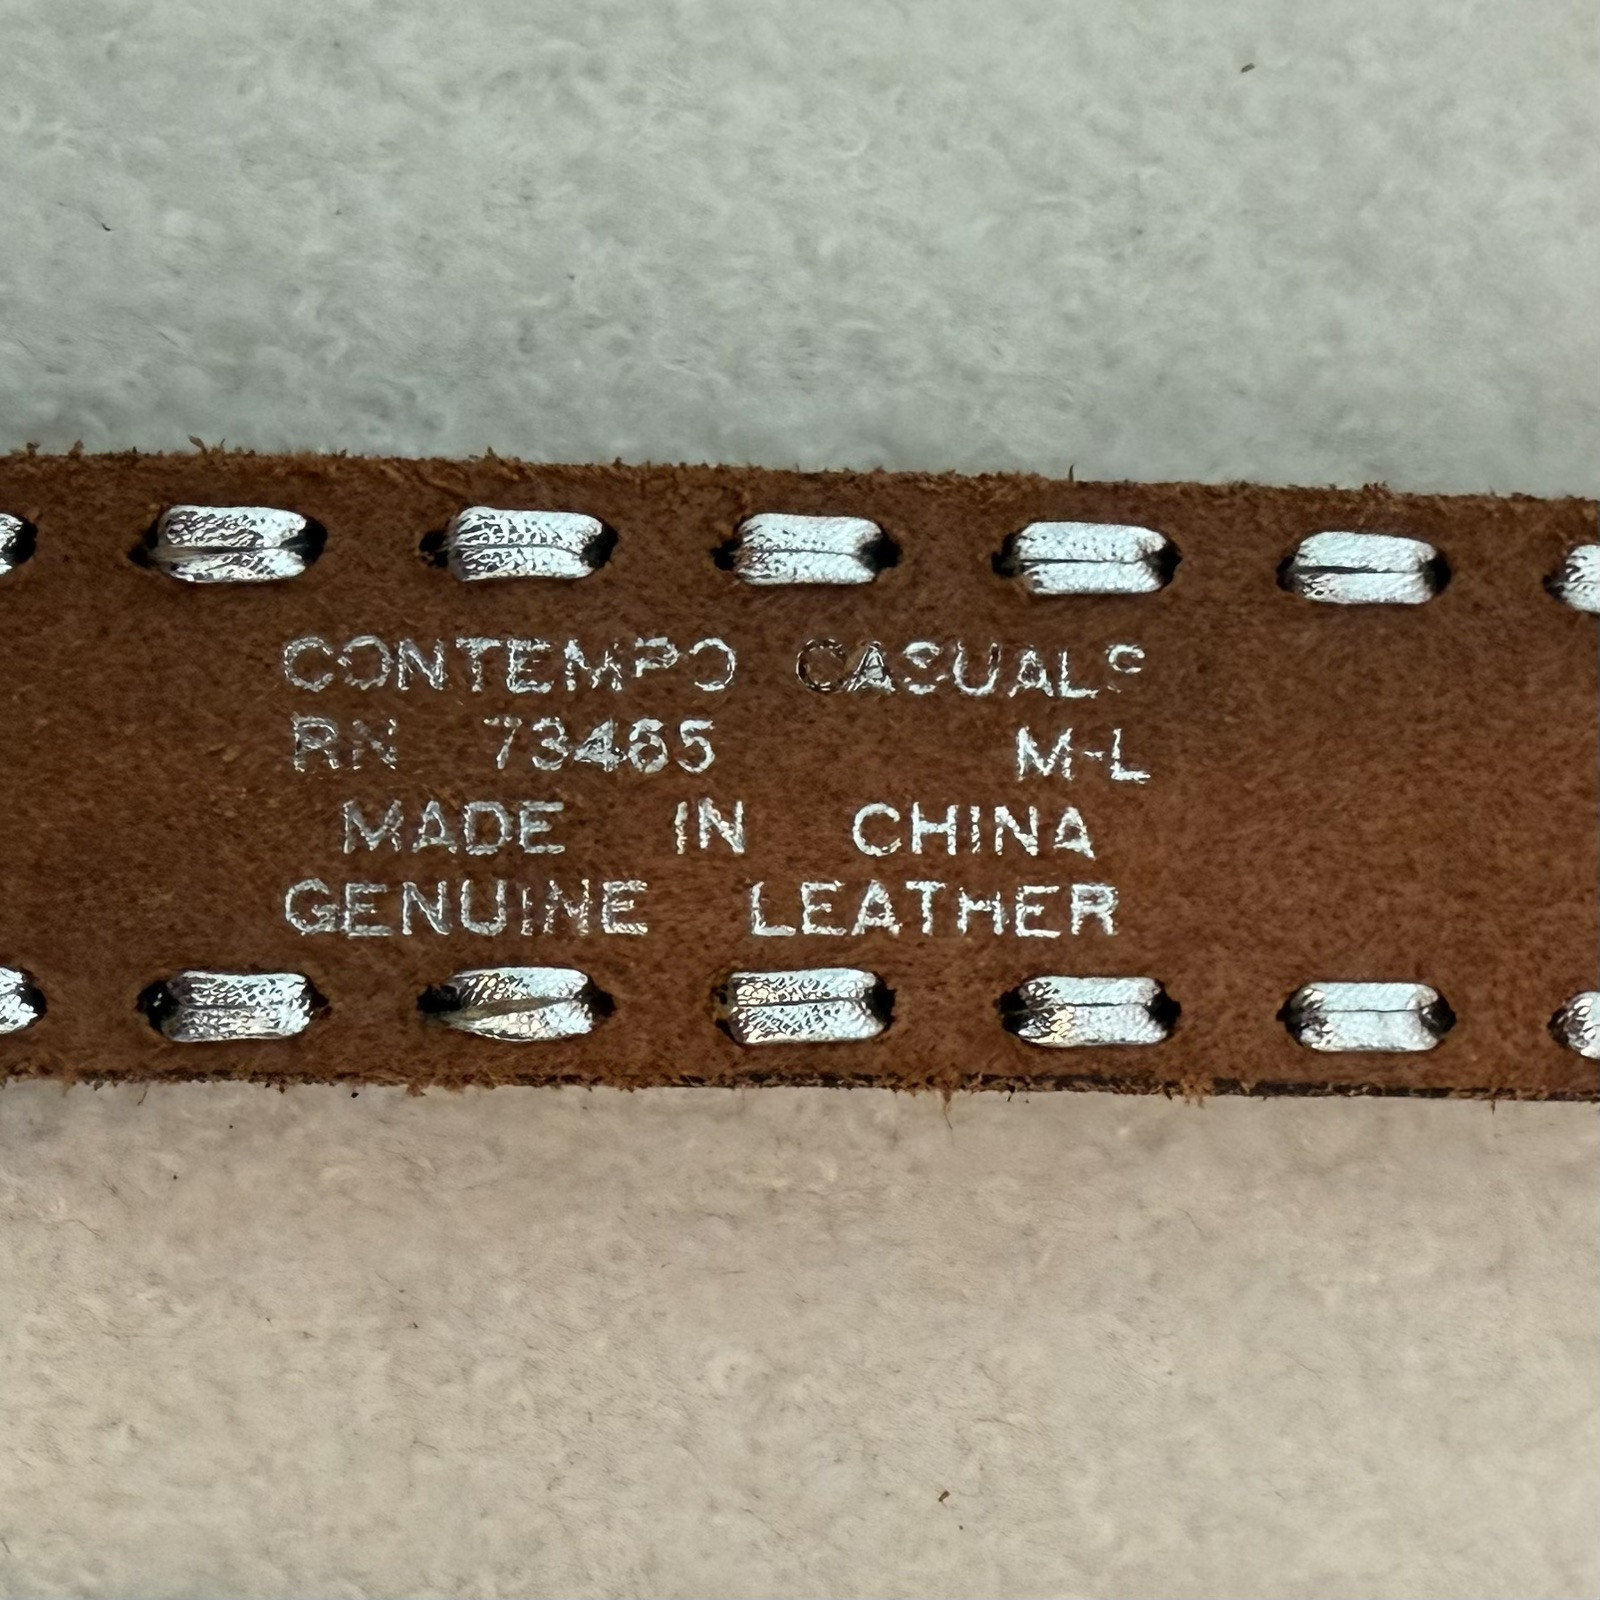 CONTEMPO CASUALS
RN 73465 M-L
MADE IN CHINA
GENUINE LEATHER